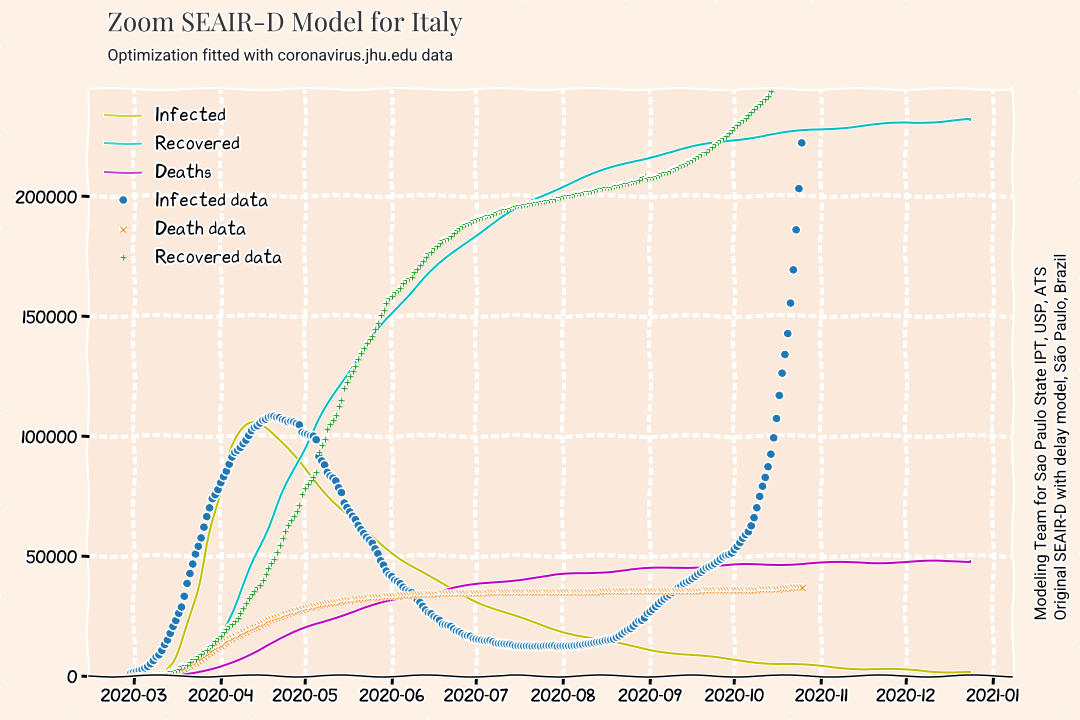 Zoom SEAIR-D Model for Italy
Optimization fitted with coronavirus.jhu.edu data
Infected
Recovered
Deaths
Infected data
Death data
Recovered data
200000
150000
100000
50000
0
2020-03
2020-04
2020-05
2020-06
2020-07
2020-08
2020-09
2020-10
2020-11
2020-12
2021-01
Modeling Team for Sao Paulo State IPT, USP, ATS
Original SEAIR-D with delay model, São Paulo, Brazil